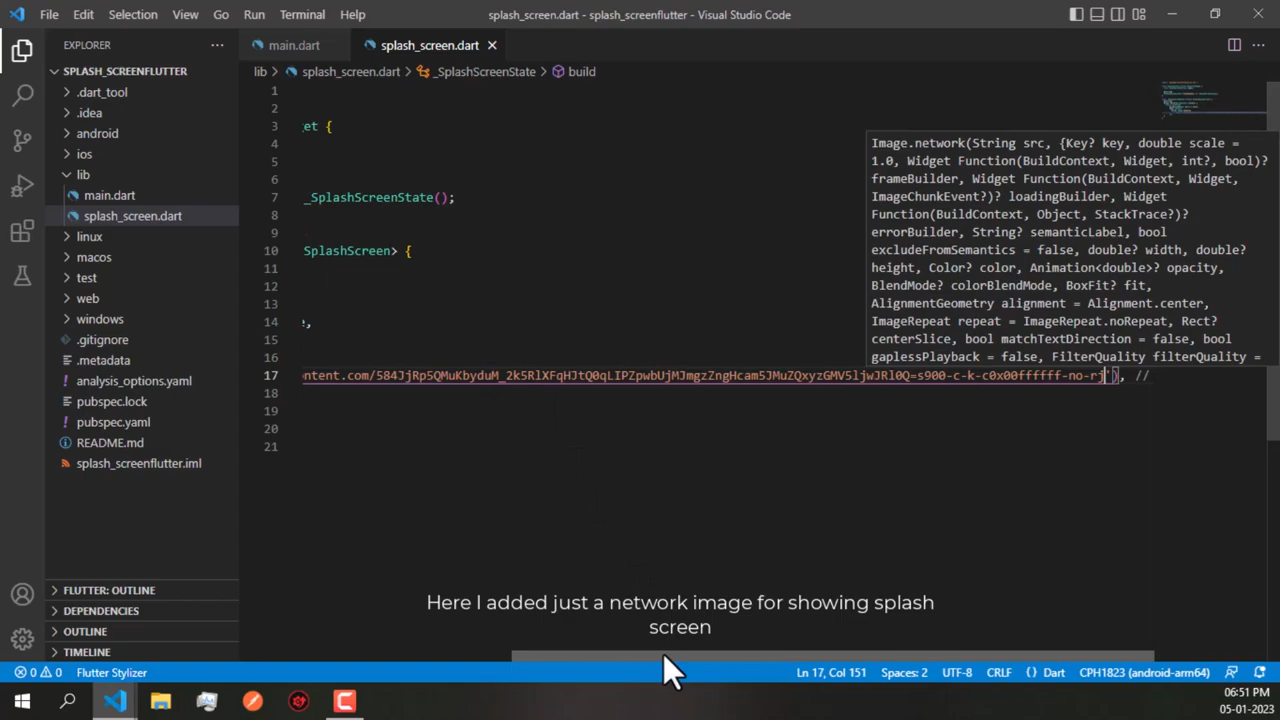 File Edit Selection View Go Run Terminal Help
splash_screen.dart - splash_screenflutter - Visual Studio Code
EXPLORER
SPLASH_SCREENFLUTTER
.dart_tool
.idea
android
ios
lib
main.dart
splash_screen.dart
linux
macos
test
web
windows
.gitignore
.metadata
analysis_options.yaml
pubspec.lock
pubspec.yaml
README.md
splash_screenflutter.iml
FLUTTER: OUTLINE
DEPENDENCIES
OUTLINE
TIMELINE
main.dart
splash_screen.dart
lib > splash_screen.dart > _SplashScreenState > build
1
2
3 et {
4
5
6
7 _SplashScreenState();
8
9
10 SplashScreen> {
11
12
13
14 ,
15
16
17 ontent.com/584JjRp5QMuKbyduM_2k5RlXFqHJtQ0qLIPZpwbUjMJmgzZngHcam5JMuZQxyzGMV5ljwJRl0Q=s900-c-k-c0x00ffffff-no-rj'), //
18
19
20
21
Image.network(String src, {Key? key, double scale =
1.0, Widget Function(BuildContext, Widget, int?, bool)?
frameBuilder, Widget Function(BuildContext, Widget,
ImageChunkEvent?)? loadingBuilder, Widget
Function(BuildContext, Object, StackTrace?)?
errorBuilder, String? semanticLabel, bool
excludeFromSemantics = false, double? width, double?
height, Color? color, Animation<double>? opacity,
BlendMode? colorBlendMode, BoxFit? fit,
AlignmentGeometry alignment = Alignment.center,
ImageRepeat repeat = ImageRepeat.noRepeat, Rect?
centerSlice, bool matchTextDirection = false, bool
gaplessPlayback = false, FilterQuality filterQuality =
Here I added just a network image for showing splash
screen
0 0 Flutter Stylizer
Ln 17, Col 151 Spaces: 2 UTF-8 CRLF {} Dart CPH1823 (android-arm64)
06:51 PM
05-01-2023